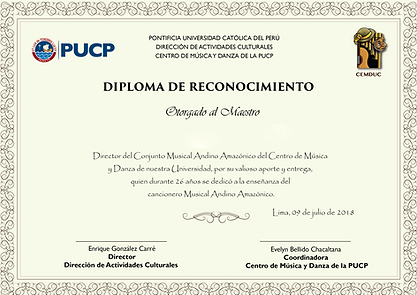 PUCP
PONTIFICIA UNIVERSIDAD CATÓLICA DEL PERÚ
DIRECCIÓN DE ACTIVIDADES CULTURALES
CENTRO DE MÚSICA Y DANZA DE LA PUCP
CEMDUC
DIPLOMA DE RECONOCIMIENTO
Otorgado al Maestro
Director del Conjunto Musical Andino Amazónico del Centro de Música
y Danza de nuestra Universidad, por su valioso aporte y entrega,
quien durante 26 años se dedicó a la enseñanza del
cancionero Musical Andino Amazónico.
Lima, 09 de julio de 2018
Enrique González Carré
Director
Dirección de Actividades Culturales
Evelyn Bellido Chacaltana
Coordinadora
Centro de Música y Danza de la PUCP